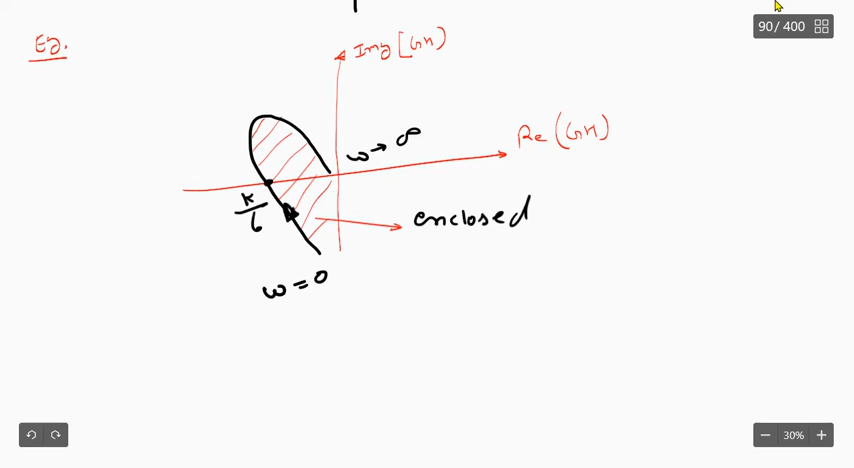 90/ 400
Eg.
Img [GH)
Re (GH)
ω → ∞
K/6
enclosed
ω = 0
30%